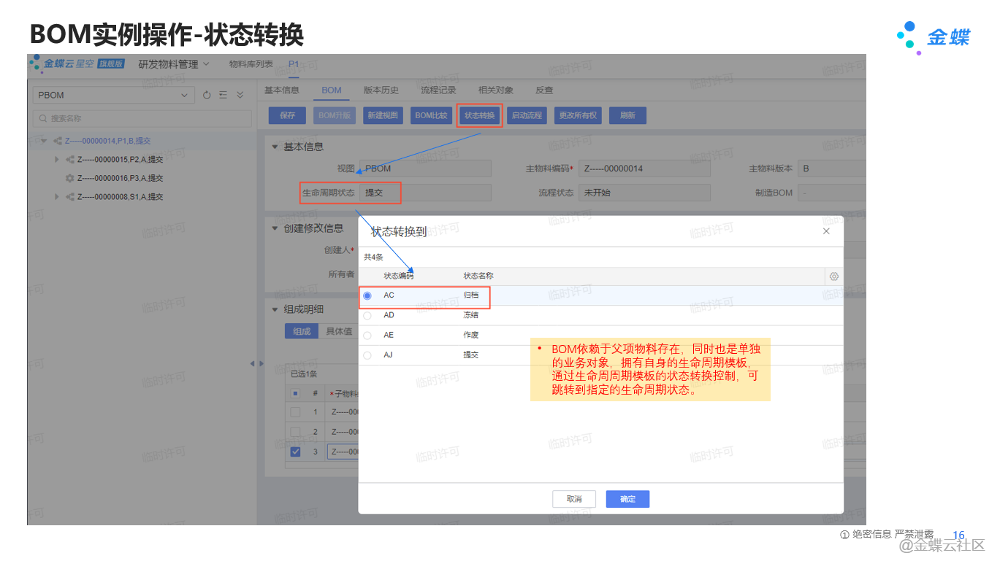 BOM实例操作-状态转换
金蝶
金蝶云星空 旗舰版 研发物料管理 物料库列表 P1
PBOM
搜索名称
Z-----00000014,P1,B,提交
Z-----00000015,P2,A,提交
Z-----00000016,P3,A,提交
Z-----00000008,S1,A,提交
基本信息 BOM 版本历史 流程记录 相关对象 反查
保存 BOM升版 新建视图 BOM比较 状态转换 启动流程 更改所有权 刷新
基本信息
视图 PBOM 主物料编码* Z-----00000014 主物料版本 B
生命周期状态 提交 流程状态 未开始 制造BOM -
创建修改信息
创建人*
所有者
组成明细
组成 具体值
已选1条
# *子物料
1 Z-----00
2 Z-----00
3 Z-----00
状态转换到
共4条
状态编码 状态名称
AC 归档
AD 冻结
AE 作废
AJ 提交
• BOM依赖于父项物料存在，同时也是单独
的业务对象，拥有自身的生命周期模板，
通过生命周周期模板的状态转换控制，可
跳转到指定的生命周期状态。
取消 确定
临时许可
① 绝密信息 严禁泄露 16
@金蝶云社区